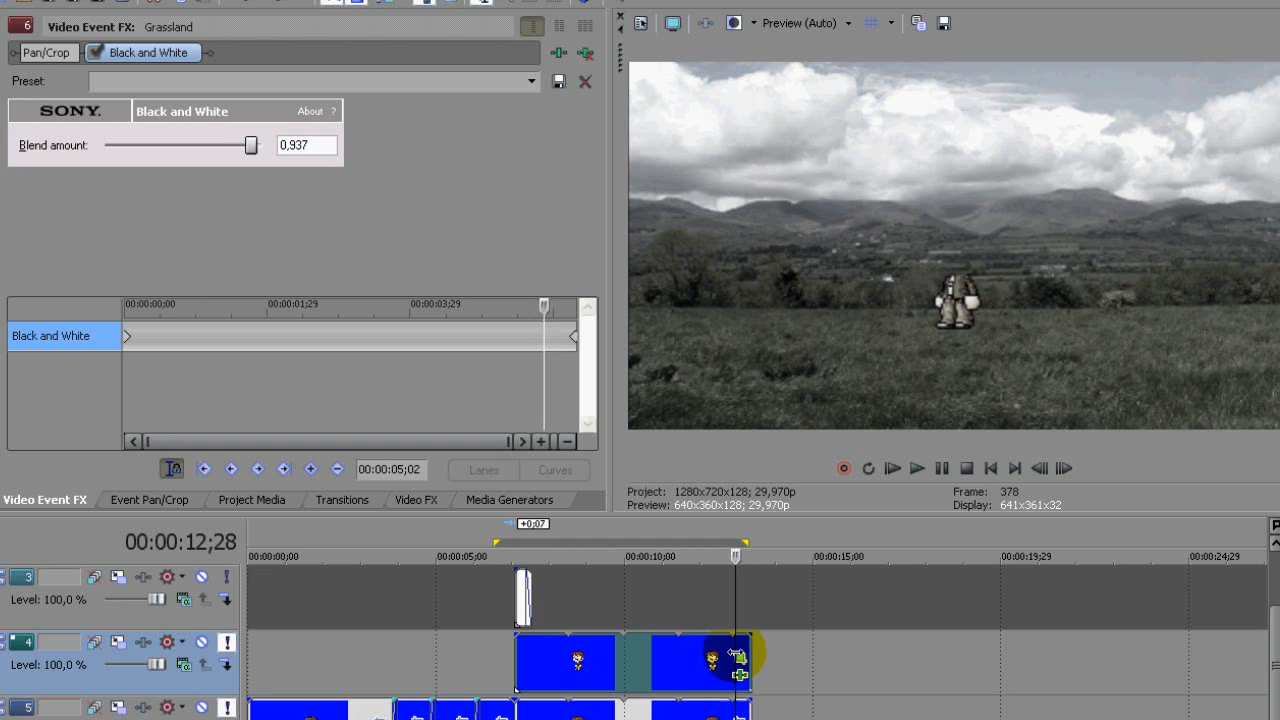 6 Video Event FX: Grassland
Pan/Crop Black and White
Preset:
SONY. Black and White About ?
Blend amount: 0,937
00:00:00;00 00:00:01;29 00:00:03;29
Black and White
00:00:05;02 Lanes Curves
Video Event FX Event Pan/Crop Project Media Transitions Video FX Media Generators
Preview (Auto)
Project: 1280x720x128; 29,970p Frame: 378
Preview: 640x360x128; 29,970p Display: 641x361x32
+0;07
00:00:12;28
00:00:00;00 00:00:05;00 00:00:10;00 00:00:15;00 00:00:19;29 00:00:24;29
3
Level: 100,0 %
4
Level: 100,0 %
5